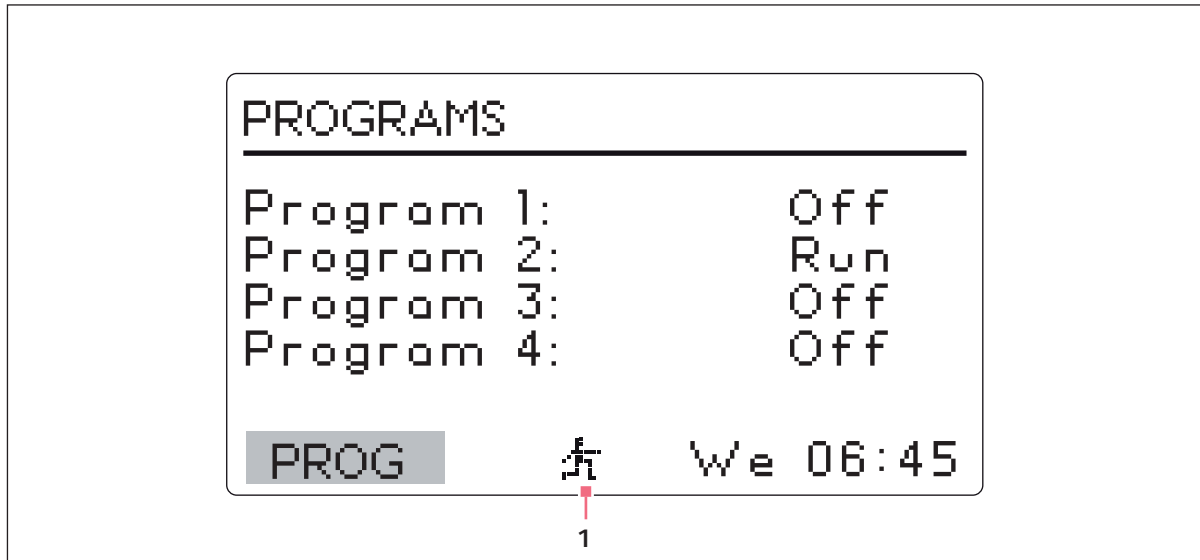 PROGRAMS
Program 1: Off
Program 2: Run
Program 3: Off
Program 4: Off
PROG We 06:45
1